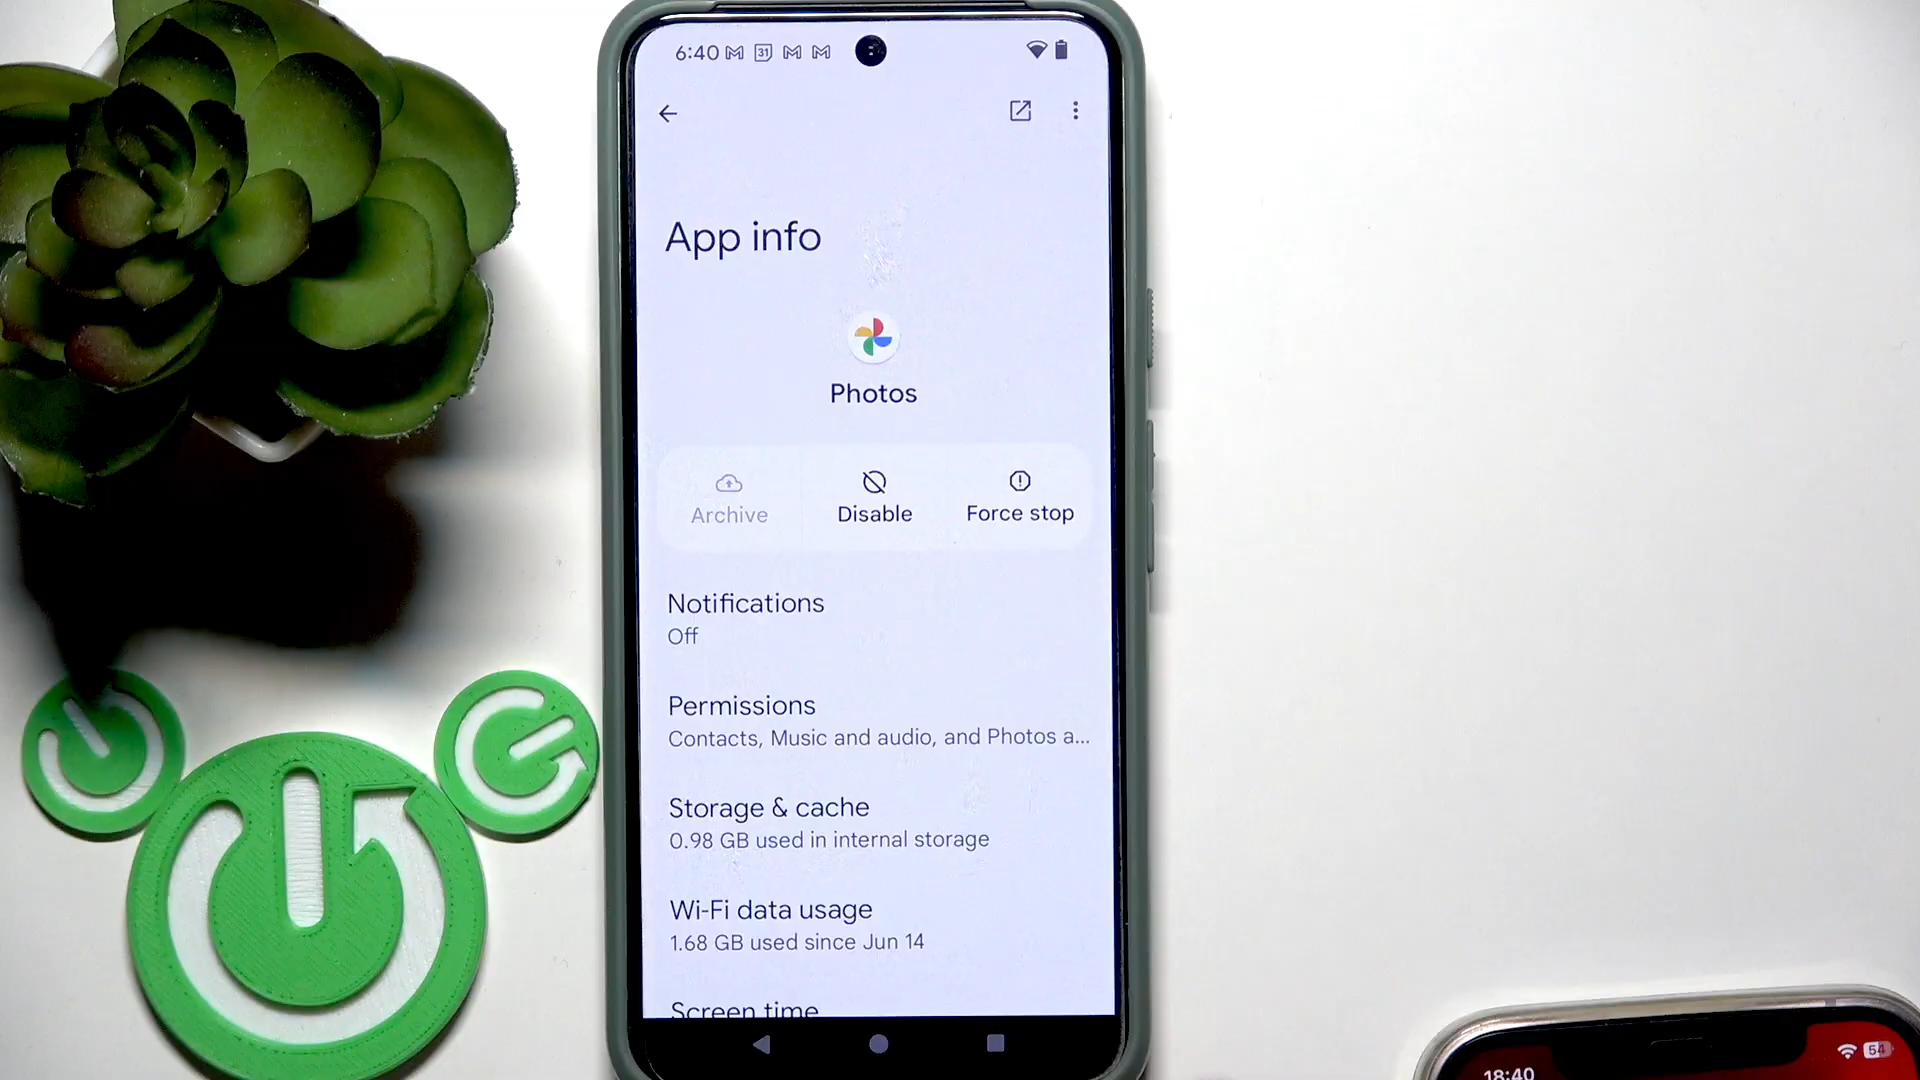 6:40
31
App info
Photos
Archive
Disable
Force stop
Notifications
Off
Permissions
Contacts, Music and audio, and Photos a...
Storage & cache
0.98 GB used in internal storage
Wi-Fi data usage
1.68 GB used since Jun 14
Screen time
54
18:40